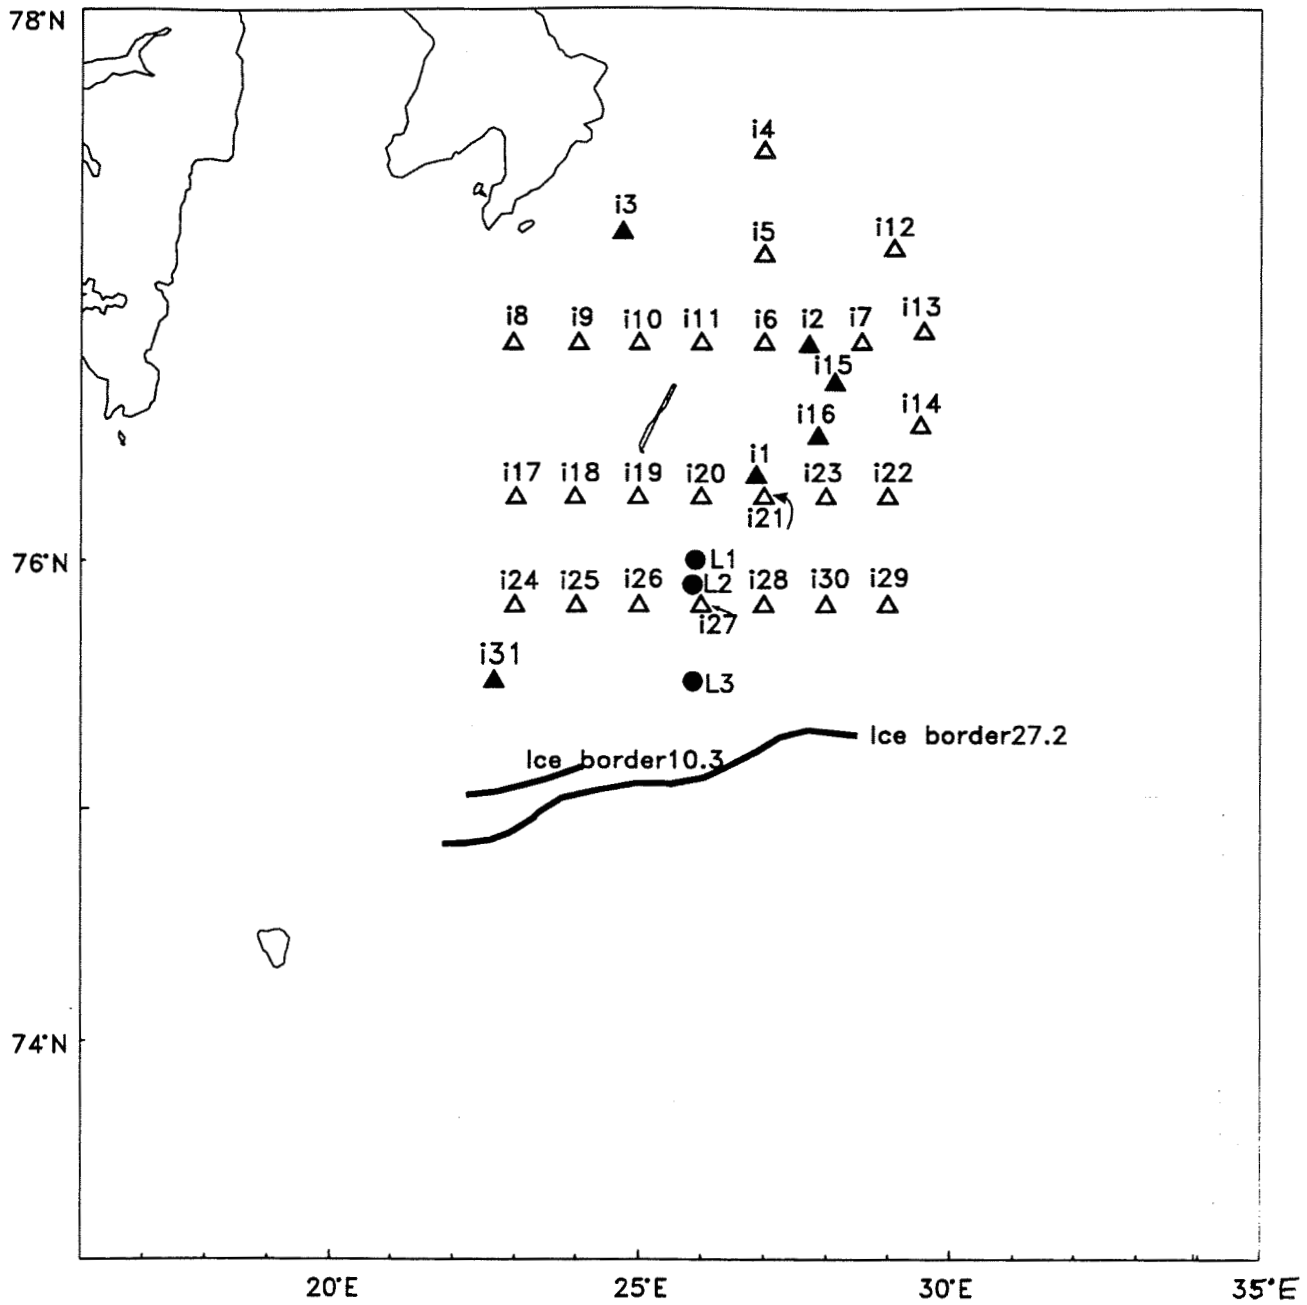 78°N
i4
i3
i5
i12
i8 i9 i10 i11 i6 i2 i7 i13
i15
i16 i14
i1
i17 i18 i19 i20 i23 i22
i21
76°N
L1
L2
i24 i25 i26 i28 i30 i29
i27
i31
L3
Ice border27.2
Ice border10.3
74°N
20°E 25°E 30°E 35°E